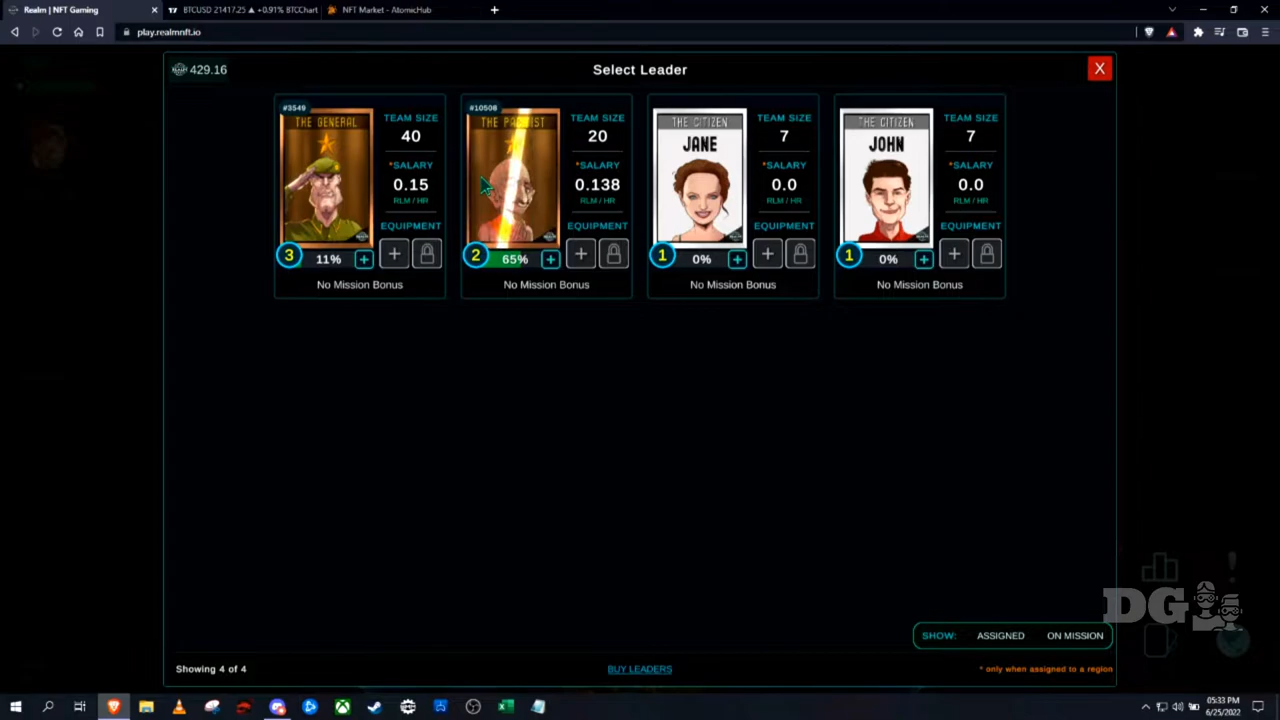 Realm | NFT Gaming
BTCUSD 21417.25 ▲ +0.91% BTCChart
NFT Market - AtomicHub
play.realmnft.io
429.16
Select Leader
X
#3549
THE GENERAL
TEAM SIZE
40
*SALARY
0.15
RLM / HR
EQUIPMENT
3
11%
No Mission Bonus
#10508
TEAM SIZE
20
*SALARY
0.138
RLM / HR
EQUIPMENT
2
65%
No Mission Bonus
THE CITIZEN
JANE
TEAM SIZE
7
*SALARY
0.0
RLM / HR
EQUIPMENT
1
0%
No Mission Bonus
THE CITIZEN
JOHN
TEAM SIZE
7
*SALARY
0.0
RLM / HR
EQUIPMENT
1
0%
No Mission Bonus
DG
SHOW: ASSIGNED ON MISSION
Showing 4 of 4
BUY LEADERS
* only when assigned to a region
05:33 PM
6/25/2022